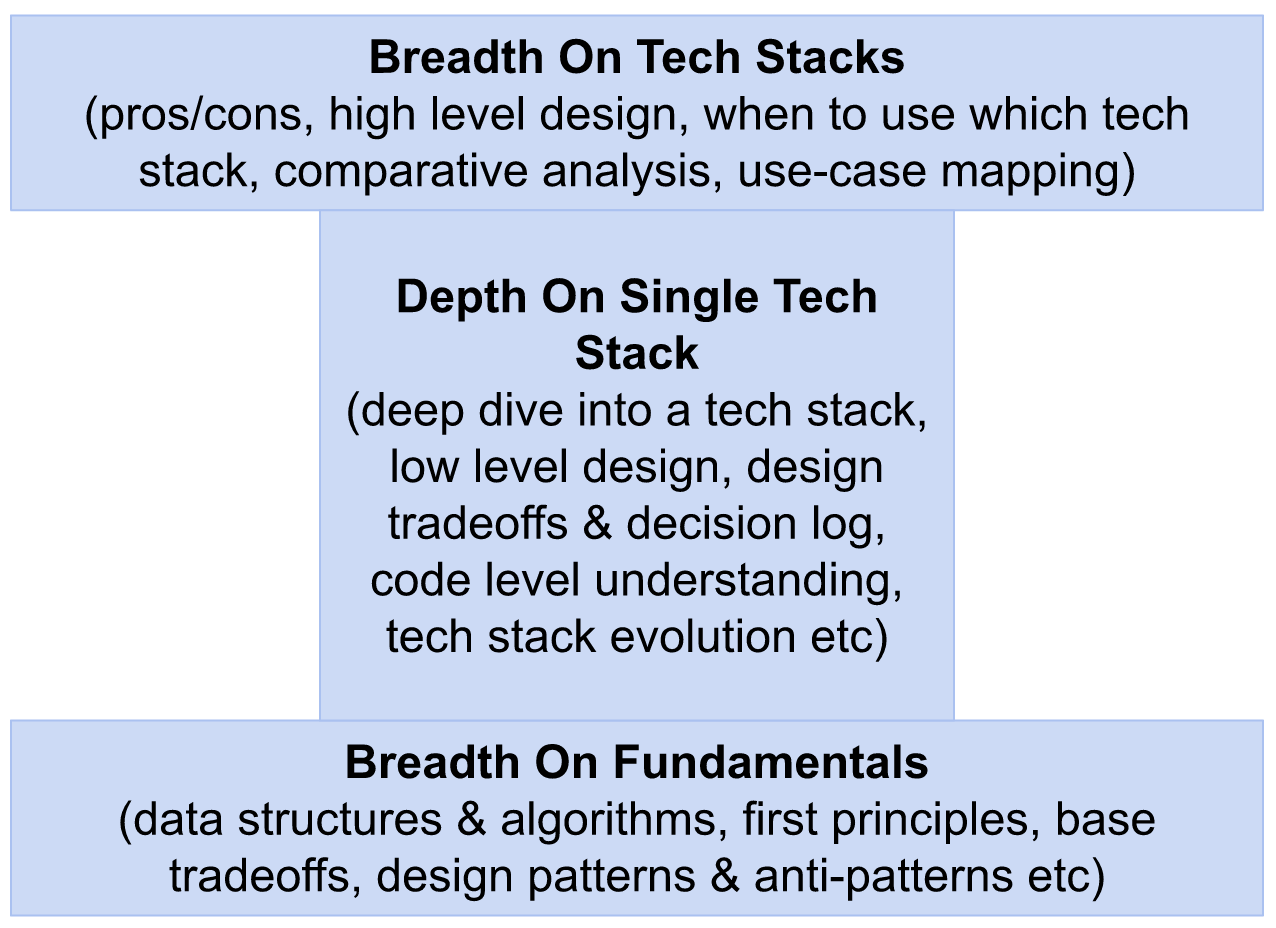 Breadth On Tech Stacks
(pros/cons, high level design, when to use which tech
stack, comparative analysis, use-case mapping)
Depth On Single Tech
Stack
(deep dive into a tech stack,
low level design, design
tradeoffs & decision log,
code level understanding,
tech stack evolution etc)
Breadth On Fundamentals
(data structures & algorithms, first principles, base
tradeoffs, design patterns & anti-patterns etc)